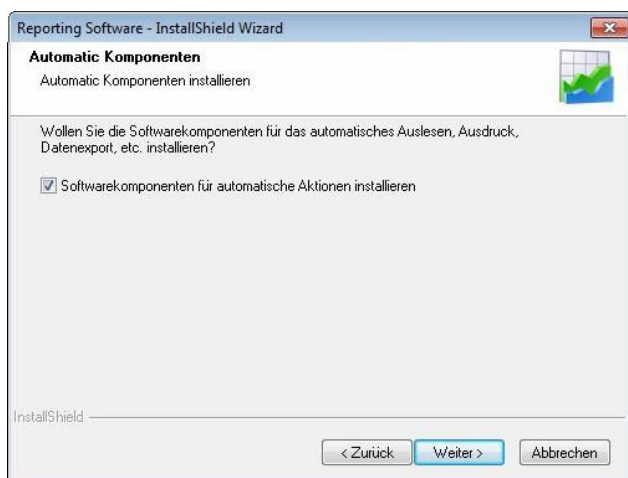 Reporting Software - InstallShield Wizard
Automatic Komponenten
Automatic Komponenten installieren
Wollen Sie die Softwarekomponenten für das automatisches Auslesen, Ausdruck,
Datenexport, etc. installieren?
Softwarekomponenten für automatische Aktionen installieren
InstallShield
< Zurück Weiter > Abbrechen